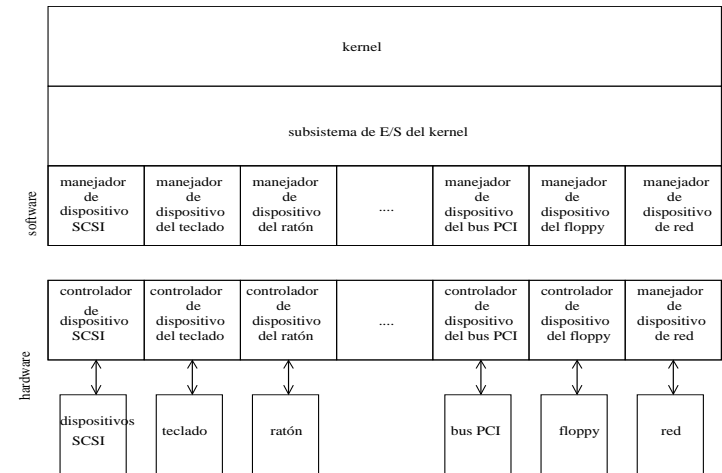 kernel
subsistema de E/S del kernel
software
manejador
de
dispositivo
SCSI
manejador
de
dispositivo
del teclado
manejador
de
dispositivo
del ratón
....
manejador
de
dispositivo
del bus PCI
manejador
de
dispositivo
del floppy
manejador
de
dispositivo
de red
hardware
controlador
de
dispositivo
SCSI
controlador
de
dispositivo
del teclado
controlador
de
dispositivo
del ratón
....
controlador
de
dispositivo
del bus PCI
controlador
de
dispositivo
del floppy
manejador
de
dispositivo
de red
dispositivos
SCSI
teclado
ratón
bus PCI
floppy
red